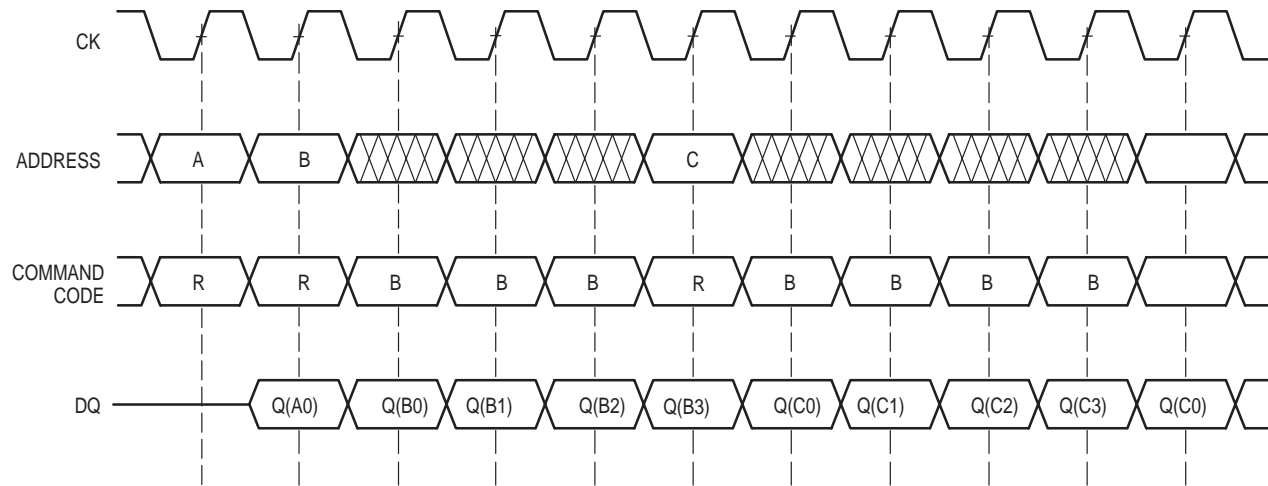 CK
ADDRESS A B C
COMMAND
CODE
R R B B B R B B B B
DQ Q(A0) Q(B0) Q(B1) Q(B2) Q(B3) Q(C0) Q(C1) Q(C2) Q(C3) Q(C0)